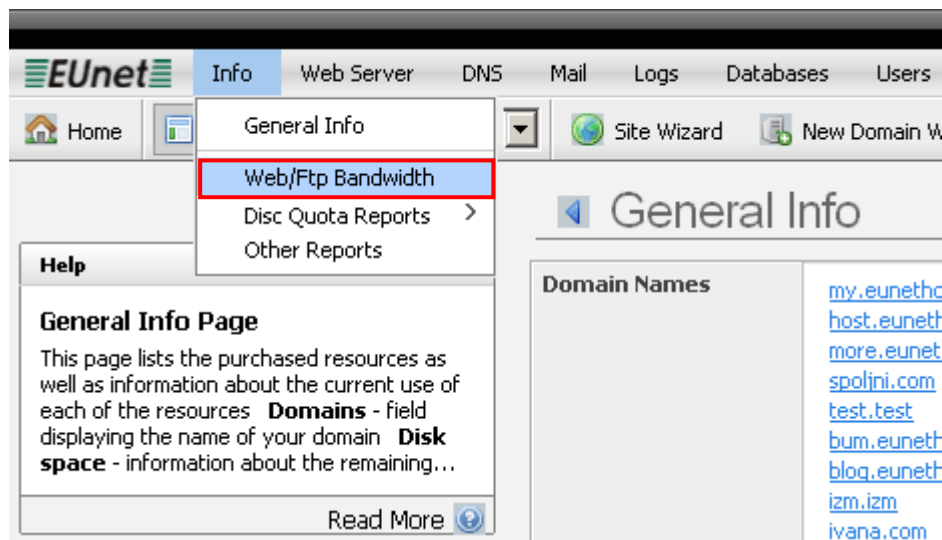 EUnet Info Web Server DNS Mail Logs Databases Users
Home Site Wizard New Domain W
General Info
Web/Ftp Bandwidth
Disc Quota Reports >
Other Reports
General Info
Help
General Info Page
This page lists the purchased resources as
well as information about the current use of
each of the resources Domains - field
displaying the name of your domain Disk
space - information about the remaining...
Read More
Domain Names
my.eunethc
host.euneth
more.eunet.
spoljni.com
test.test
bum.euneth
blog.euneth
izm.izm
ivana.com